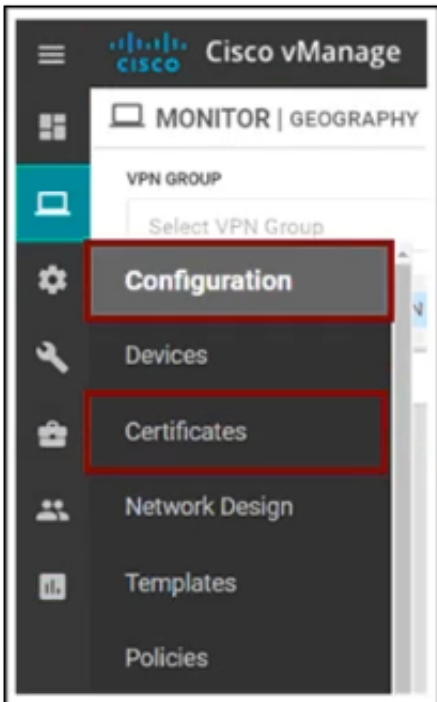 cisco Cisco vManage
MONITOR | GEOGRAPHY
VPN GROUP
Select VPN Group
Configuration
N
Devices
Certificates
Network Design
Templates
Policies